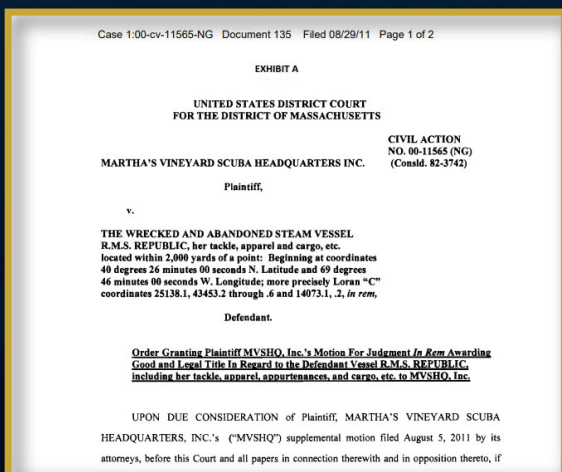 Case 1:00-cv-11565-NG Document 135 Filed 08/29/11 Page 1 of 2
EXHIBIT A
UNITED STATES DISTRICT COURT
FOR THE DISTRICT OF MASSACHUSETTS
CIVIL ACTION
NO. 00-11565 (NG)
MARTHA'S VINEYARD SCUBA HEADQUARTERS INC. (Consld. 82-3742)
Plaintiff,
v.
THE WRECKED AND ABANDONED STEAM VESSEL
R.M.S. REPUBLIC, her tackle, apparel and cargo, etc.
located within 2,000 yards of a point: Beginning at coordinates
40 degrees 26 minutes 00 seconds N. Latitude and 69 degrees
46 minutes 00 seconds W. Longitude; more precisely Loran "C"
coordinates 25138.1, 43453.2 through .6 and 14073.1, .2, in rem,
Defendant.
Order Granting Plaintiff MVSHQ, Inc.'s Motion For Judgment In Rem Awarding
Good and Legal Title In Regard to the Defendant Vessel R.M.S. REPUBLIC,
including her tackle, apparel, appurtenances, and cargo, etc. to MVSHQ, Inc.
UPON DUE CONSIDERATION of Plaintiff, MARTHA'S VINEYARD SCUBA
HEADQUARTERS, INC.'s ("MVSHQ") supplemental motion filed August 5, 2011 by its
attorneys, before this Court and all papers in connection therewith and in opposition thereto, if